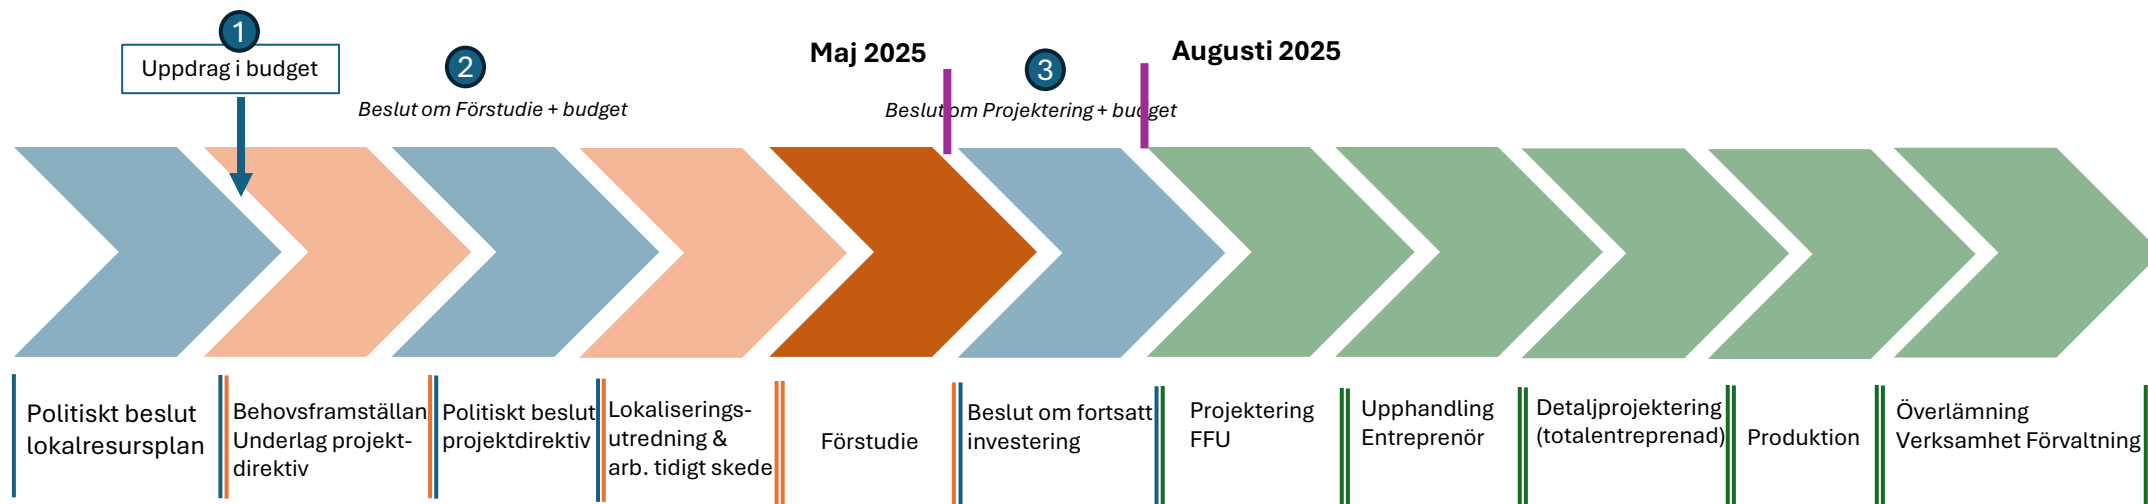 1
Uppdrag i budget
2
Beslut om Förstudie + budget
Maj 2025
3
Beslut om Projektering + budget
Augusti 2025
Politiskt beslut
lokalresursplan
Behovsframställan
Underlag projekt-
direktiv
Politiskt beslut
projektdirektiv
Lokaliserings-
utredning &
arb. tidigt skede
Förstudie
Beslut om fortsatt
investering
Projektering
FFU
Upphandling
Entreprenör
Detaljprojektering
(totalentreprenad)
Produktion
Överlämning
Verksamhet Förvaltning